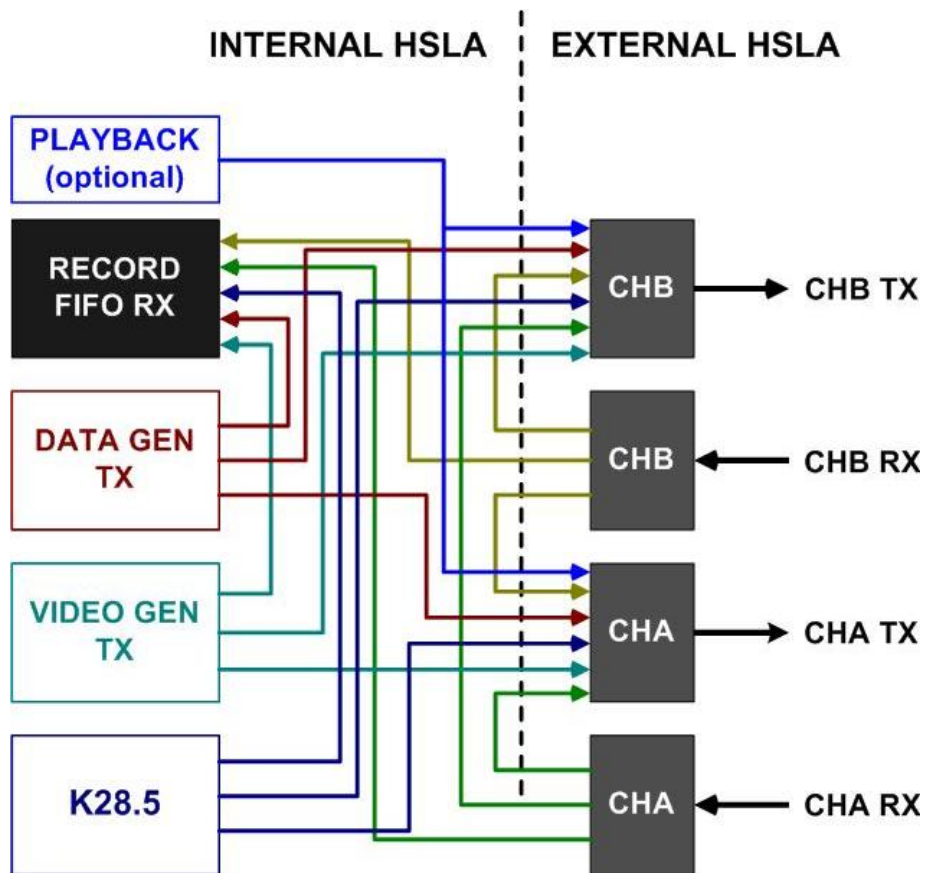 INTERNAL HSLA
EXTERNAL HSLA
PLAYBACK
(optional)
RECORD
FIFO RX
DATA GEN
TX
VIDEO GEN
TX
K28.5
CHB
CHB TX
CHB
CHB RX
CHA
CHA TX
CHA
CHA RX